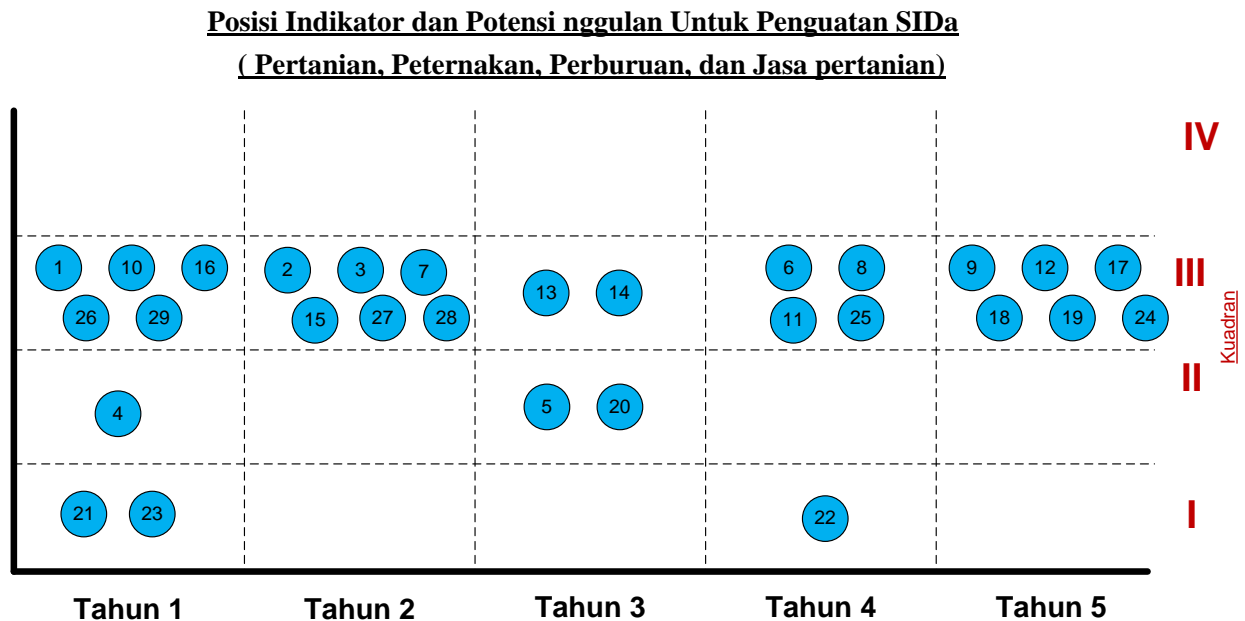 Posisi Indikator dan Potensi nggulan Untuk Penguatan SIDa
( Pertanian, Peternakan, Perburuan, dan Jasa pertanian)
IV
1 10 16 2 3 7 13 14 6 8 9 12 17 III
26 29 15 27 28 11 25 18 19 24
Kuadran
4 5 20 II
21 23 22 I
Tahun 1 Tahun 2 Tahun 3 Tahun 4 Tahun 5